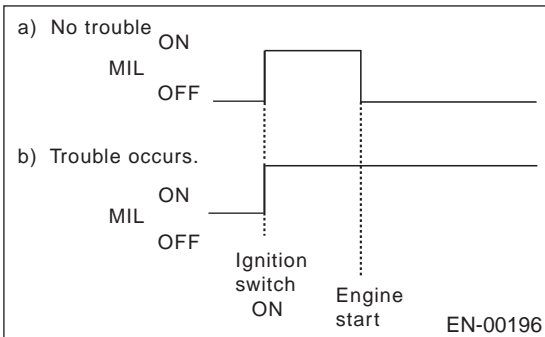 a) No trouble
ON
MIL
OFF
b) Trouble occurs.
ON
MIL
OFF
Ignition
switch
ON
Engine
start
EN-00196